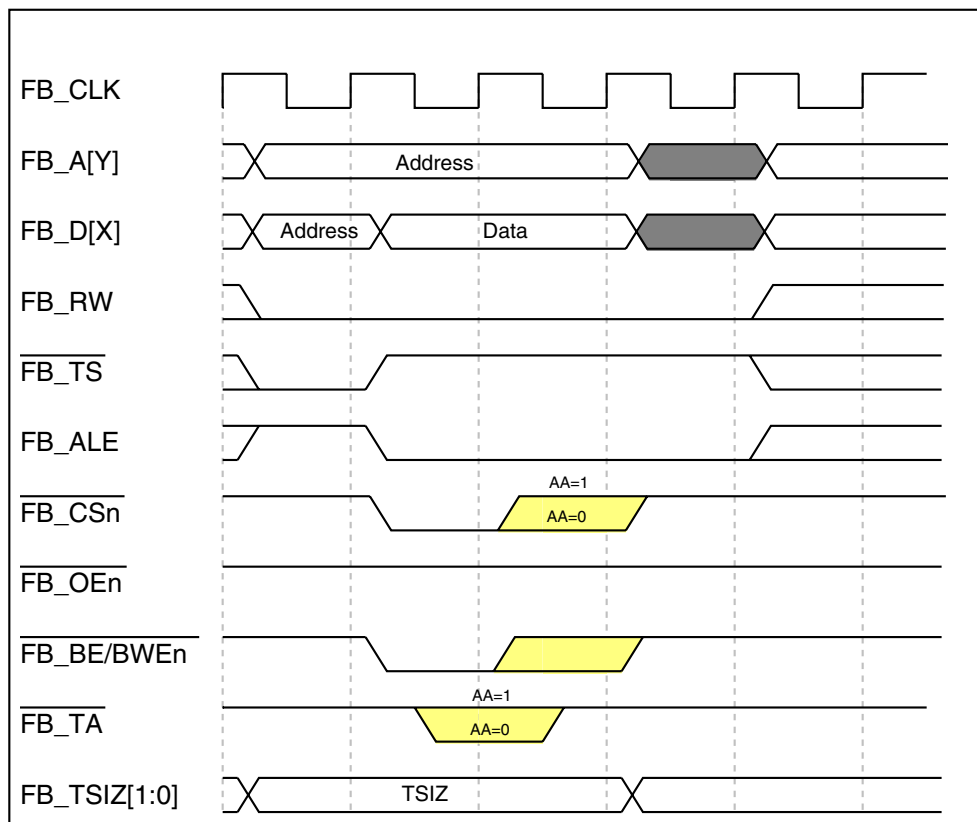 FB_CLK
FB_A[Y]
Address
FB_D[X]
Address
Data
FB_RW
FB_TS
FB_ALE
AA=1
FB_CSn
AA=0
FB_OEn
FB_BE/BWEn
AA=1
FB_TA
AA=0
FB_TSIZ[1:0]
TSIZ